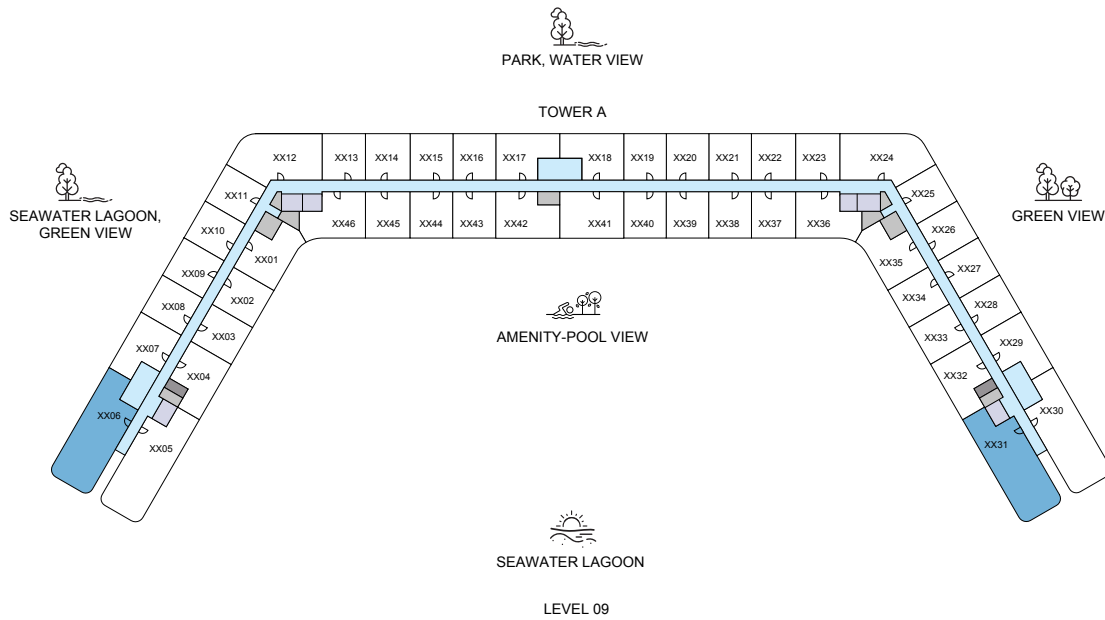 PARK, WATER VIEW
TOWER A
XX12 XX13 XX14 XX15 XX16 XX17 XX18 XX19 XX20 XX21 XX22 XX23 XX24
XX11 XX25
SEAWATER LAGOON,
GREEN VIEW
GREEN VIEW
XX46 XX45 XX44 XX43 XX42 XX41 XX40 XX39 XX38 XX37 XX36
XX10 XX26
XX01 XX35
XX09 XX27
XX02 XX34
XX08 XX28
XX03 XX33
AMENITY-POOL VIEW
XX07 XX29
XX04 XX32
XX06 XX30
XX05 XX31
SEAWATER LAGOON
LEVEL 09